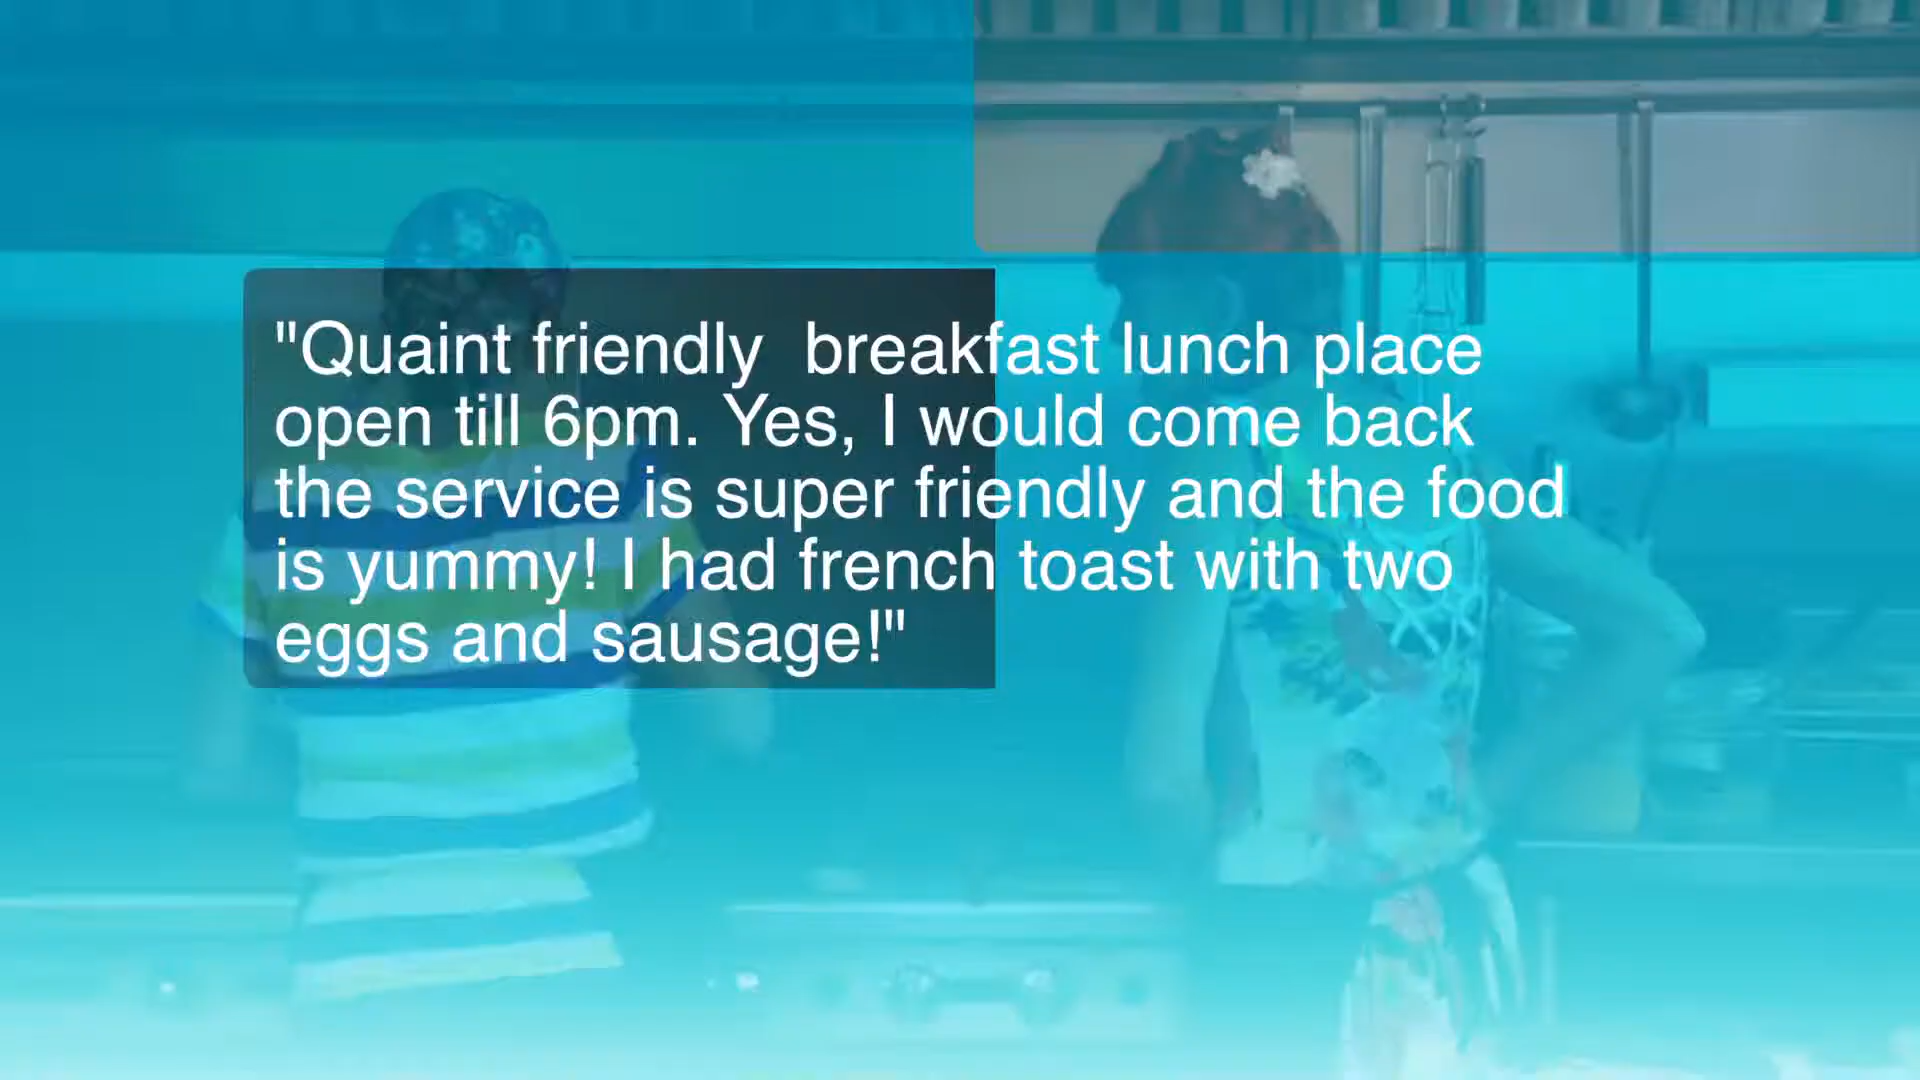 "Quaint friendly  breakfast lunch place
open till 6pm.  Yes, I would come back
the service is super friendly and the food
is yummy! I had french toast with two
eggs and sausage!"